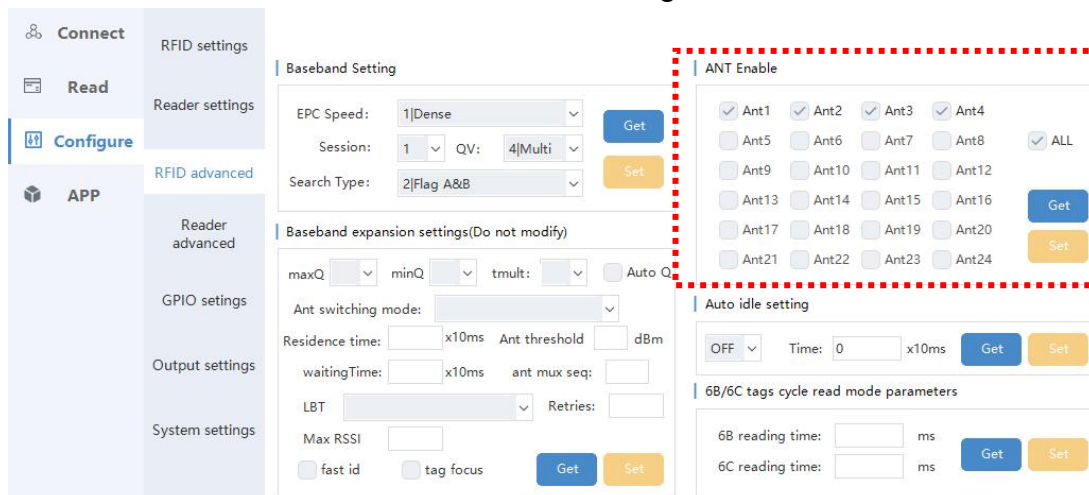 Connect
Read
Configure
APP
RFID settings
Reader settings
RFID advanced
Reader
advanced
GPIO setings
Output settings
System settings
Baseband Setting
EPC Speed: 1|Dense
Session: 1 QV: 4|Multi
Search Type: 2|Flag A&B
Get
Set
Baseband expansion settings(Do not modify)
maxQ minQ tmult: Auto Q
Ant switching mode:
Residence time: x10ms Ant threshold dBm
waitingTime: x10ms ant mux seq:
LBT Retries:
Max RSSI
fast id tag focus Get Set
ANT Enable
Ant1 Ant2 Ant3 Ant4
Ant5 Ant6 Ant7 Ant8 ALL
Ant9 Ant10 Ant11 Ant12
Ant13 Ant14 Ant15 Ant16
Ant17 Ant18 Ant19 Ant20
Ant21 Ant22 Ant23 Ant24
Get
Set
Auto idle setting
OFF Time: 0 x10ms Get Set
6B/6C tags cycle read mode parameters
6B reading time: ms
6C reading time: ms
Get Set